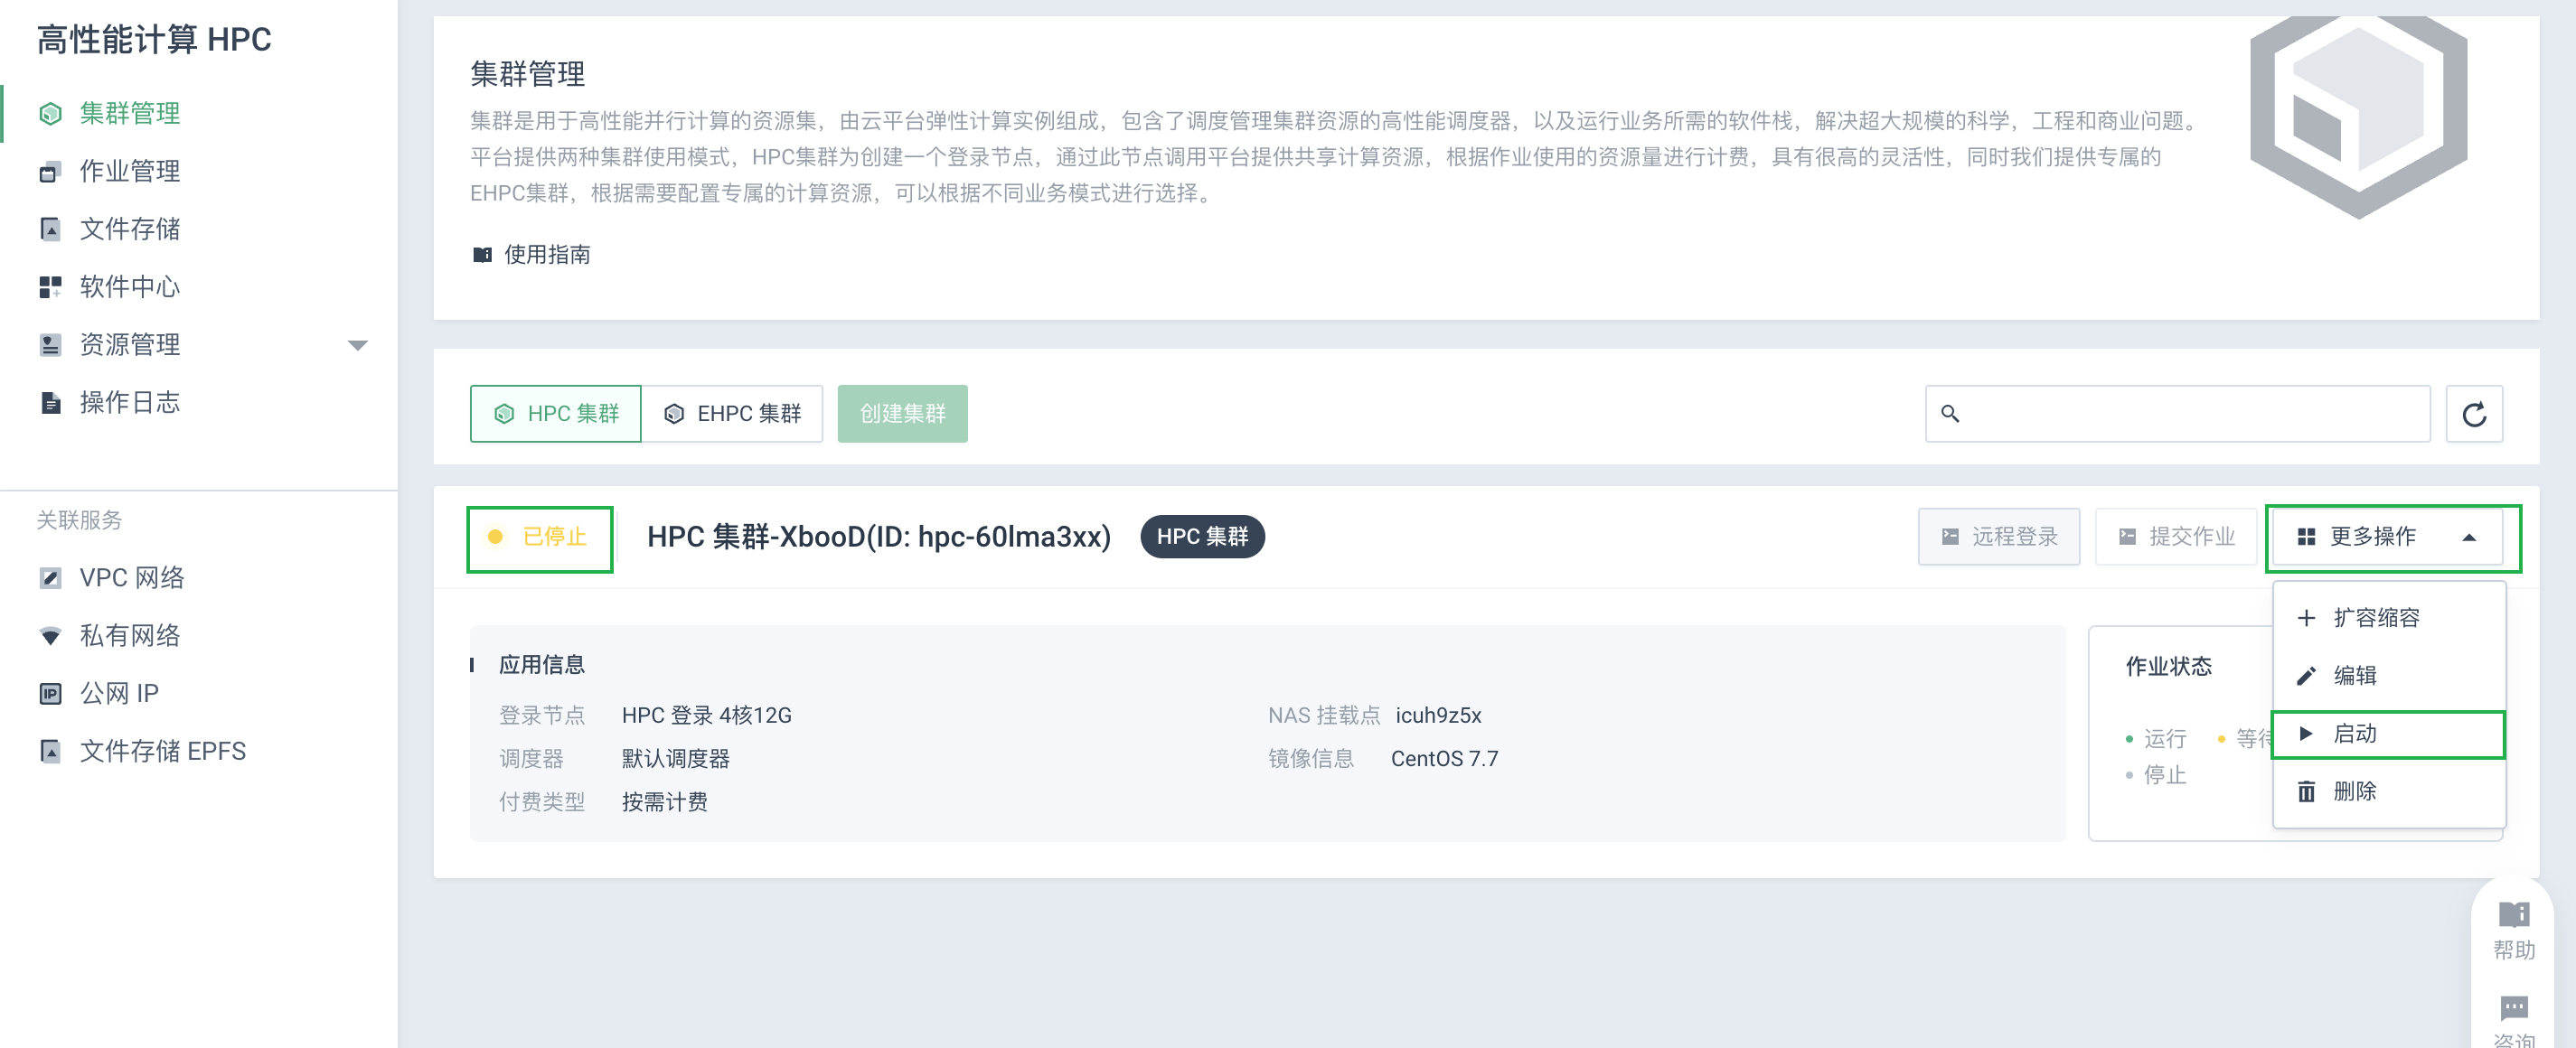 高性能计算 HPC
集群管理
作业管理
文件存储
软件中心
资源管理
操作日志
关联服务
VPC 网络
私有网络
公网 IP
文件存储 EPFS
集群管理
集群是用于高性能并行计算的资源集，由云平台弹性计算实例组成，包含了调度管理集群资源的高性能调度器，以及运行业务所需的软件栈，解决超大规模的科学，工程和商业问题。
平台提供两种集群使用模式，HPC集群为创建一个登录节点，通过此节点调用平台提供共享计算资源，根据作业使用的资源量进行计费，具有很高的灵活性，同时我们提供专属的
EHPC集群，根据需要配置专属的计算资源，可以根据不同业务模式进行选择。
使用指南
HPC 集群 EHPC 集群 创建集群
已停止 HPC 集群-XbooD(ID: hpc-60lma3xx) HPC 集群 远程登录 提交作业 更多操作
应用信息
登录节点 HPC 登录 4核12G NAS 挂载点 icuh9z5x
调度器 默认调度器 镜像信息 CentOS 7.7
付费类型 按需计费
作业状态
运行 等待
停止
扩容缩容
编辑
启动
删除
帮助
咨询